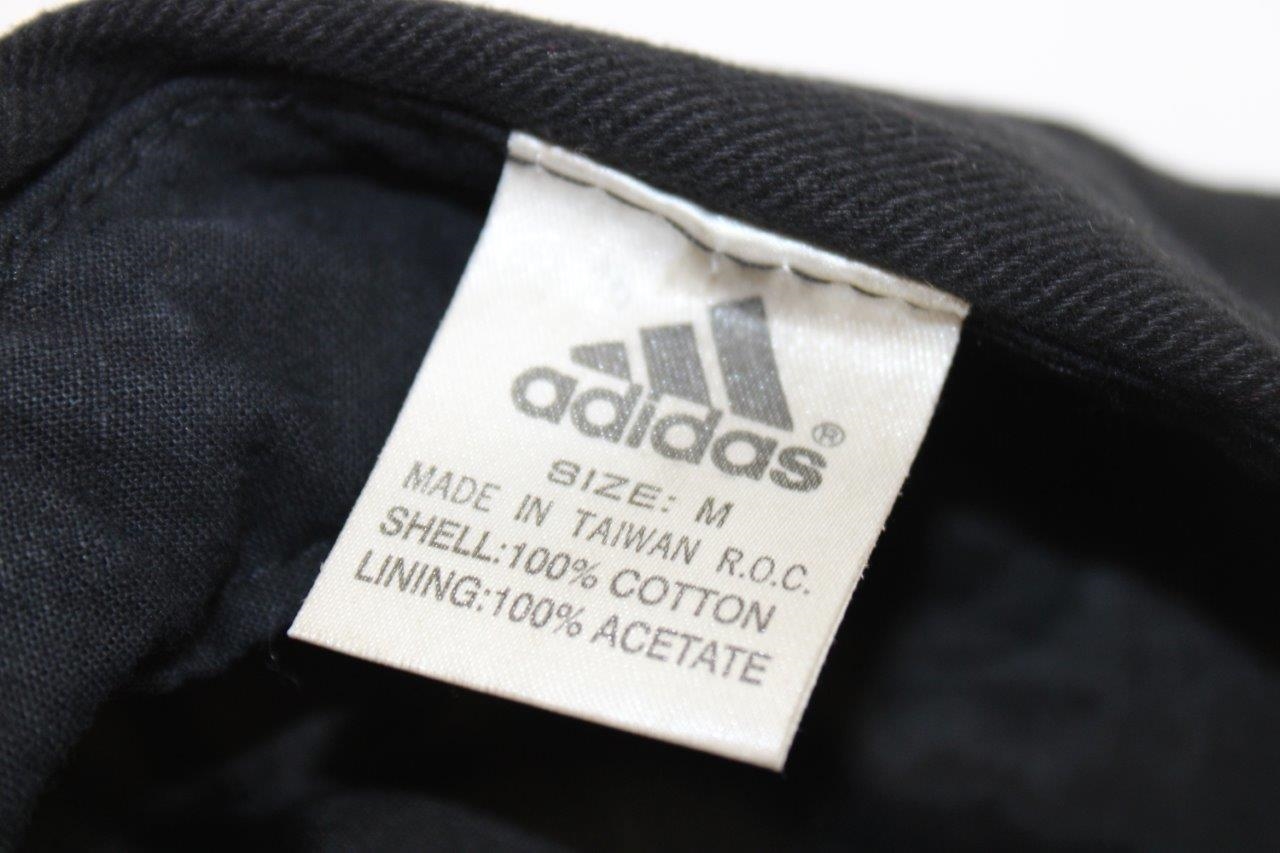 adidas®
SIZE: M
MADE IN TAIWAN R.O.C.
SHELL:100% COTTON
LINING:100% ACETATE